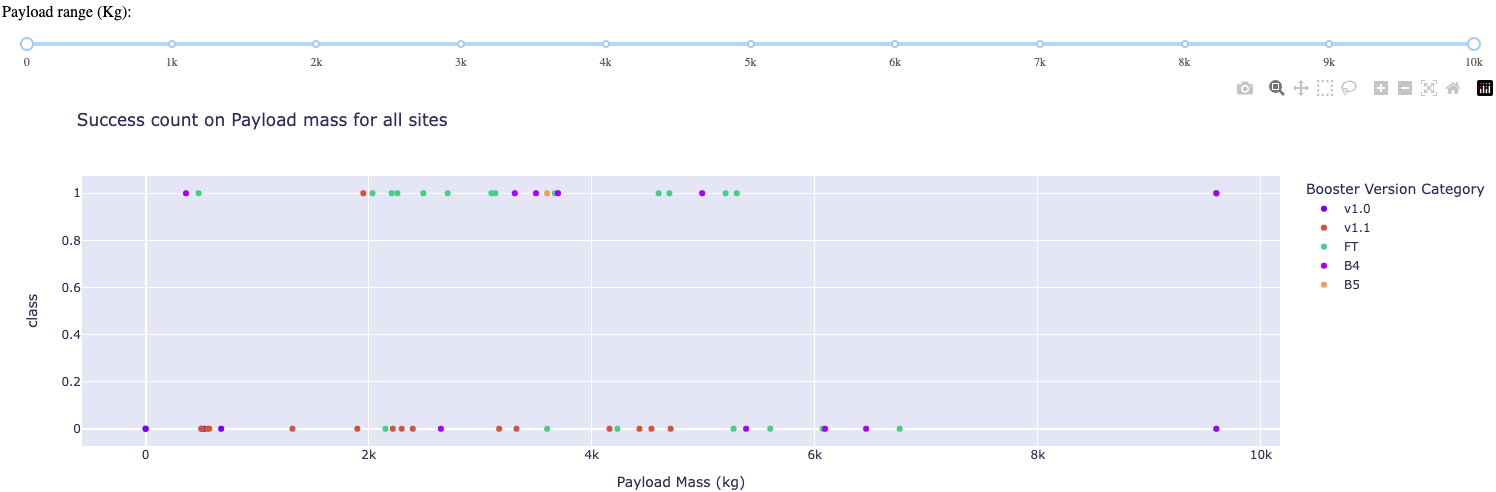 Payload range (Kg):
0 1k 2k 3k 4k 5k 6k 7k 8k 9k 10k
Success count on Payload mass for all sites
1
0.8
0.6
0.4
0.2
0
class
0 2k 4k 6k 8k 10k
Payload Mass (kg)
Booster Version Category
v1.0
v1.1
FT
B4
B5